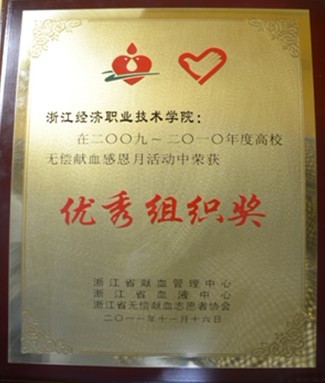 浙江经济职业技术学院：
在二〇〇九～二〇一〇年度高校
无偿献血感恩月活动中荣获
优秀组织奖
浙江省献血管理中心
浙江省血液中心
浙江省无偿献血志愿者协会
二〇一一年十一月十六日